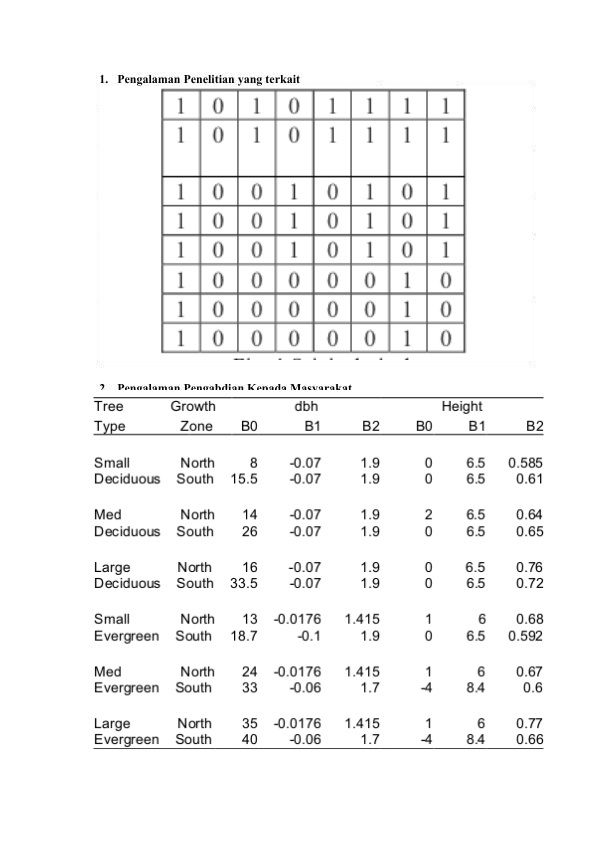 1. Pengalaman Penelitian yang terkait
1 0 1 0 1 1 1 1
1 0 1 0 1 1 1 1
1 0 0 1 0 1 0 1
1 0 0 1 0 1 0 1
1 0 0 1 0 1 0 1
1 0 0 0 0 0 1 0
1 0 0 0 0 0 1 0
1 0 0 0 0 0 1 0
2 Pengalaman Pengabdian Kepada Masyarakat
Tree Growth dbh Height
Type Zone B0 B1 B2 B0 B1 B2
Small North 8 -0.07 1.9 0 6.5 0.585
Deciduous South 15.5 -0.07 1.9 0 6.5 0.61
Med North 14 -0.07 1.9 2 6.5 0.64
Deciduous South 26 -0.07 1.9 0 6.5 0.65
Large North 16 -0.07 1.9 0 6.5 0.76
Deciduous South 33.5 -0.07 1.9 0 6.5 0.72
Small North 13 -0.0176 1.415 1 6 0.68
Evergreen South 18.7 -0.1 1.9 0 6.5 0.592
Med North 24 -0.0176 1.415 1 6 0.67
Evergreen South 33 -0.06 1.7 -4 8.4 0.6
Large North 35 -0.0176 1.415 1 6 0.77
Evergreen South 40 -0.06 1.7 -4 8.4 0.66